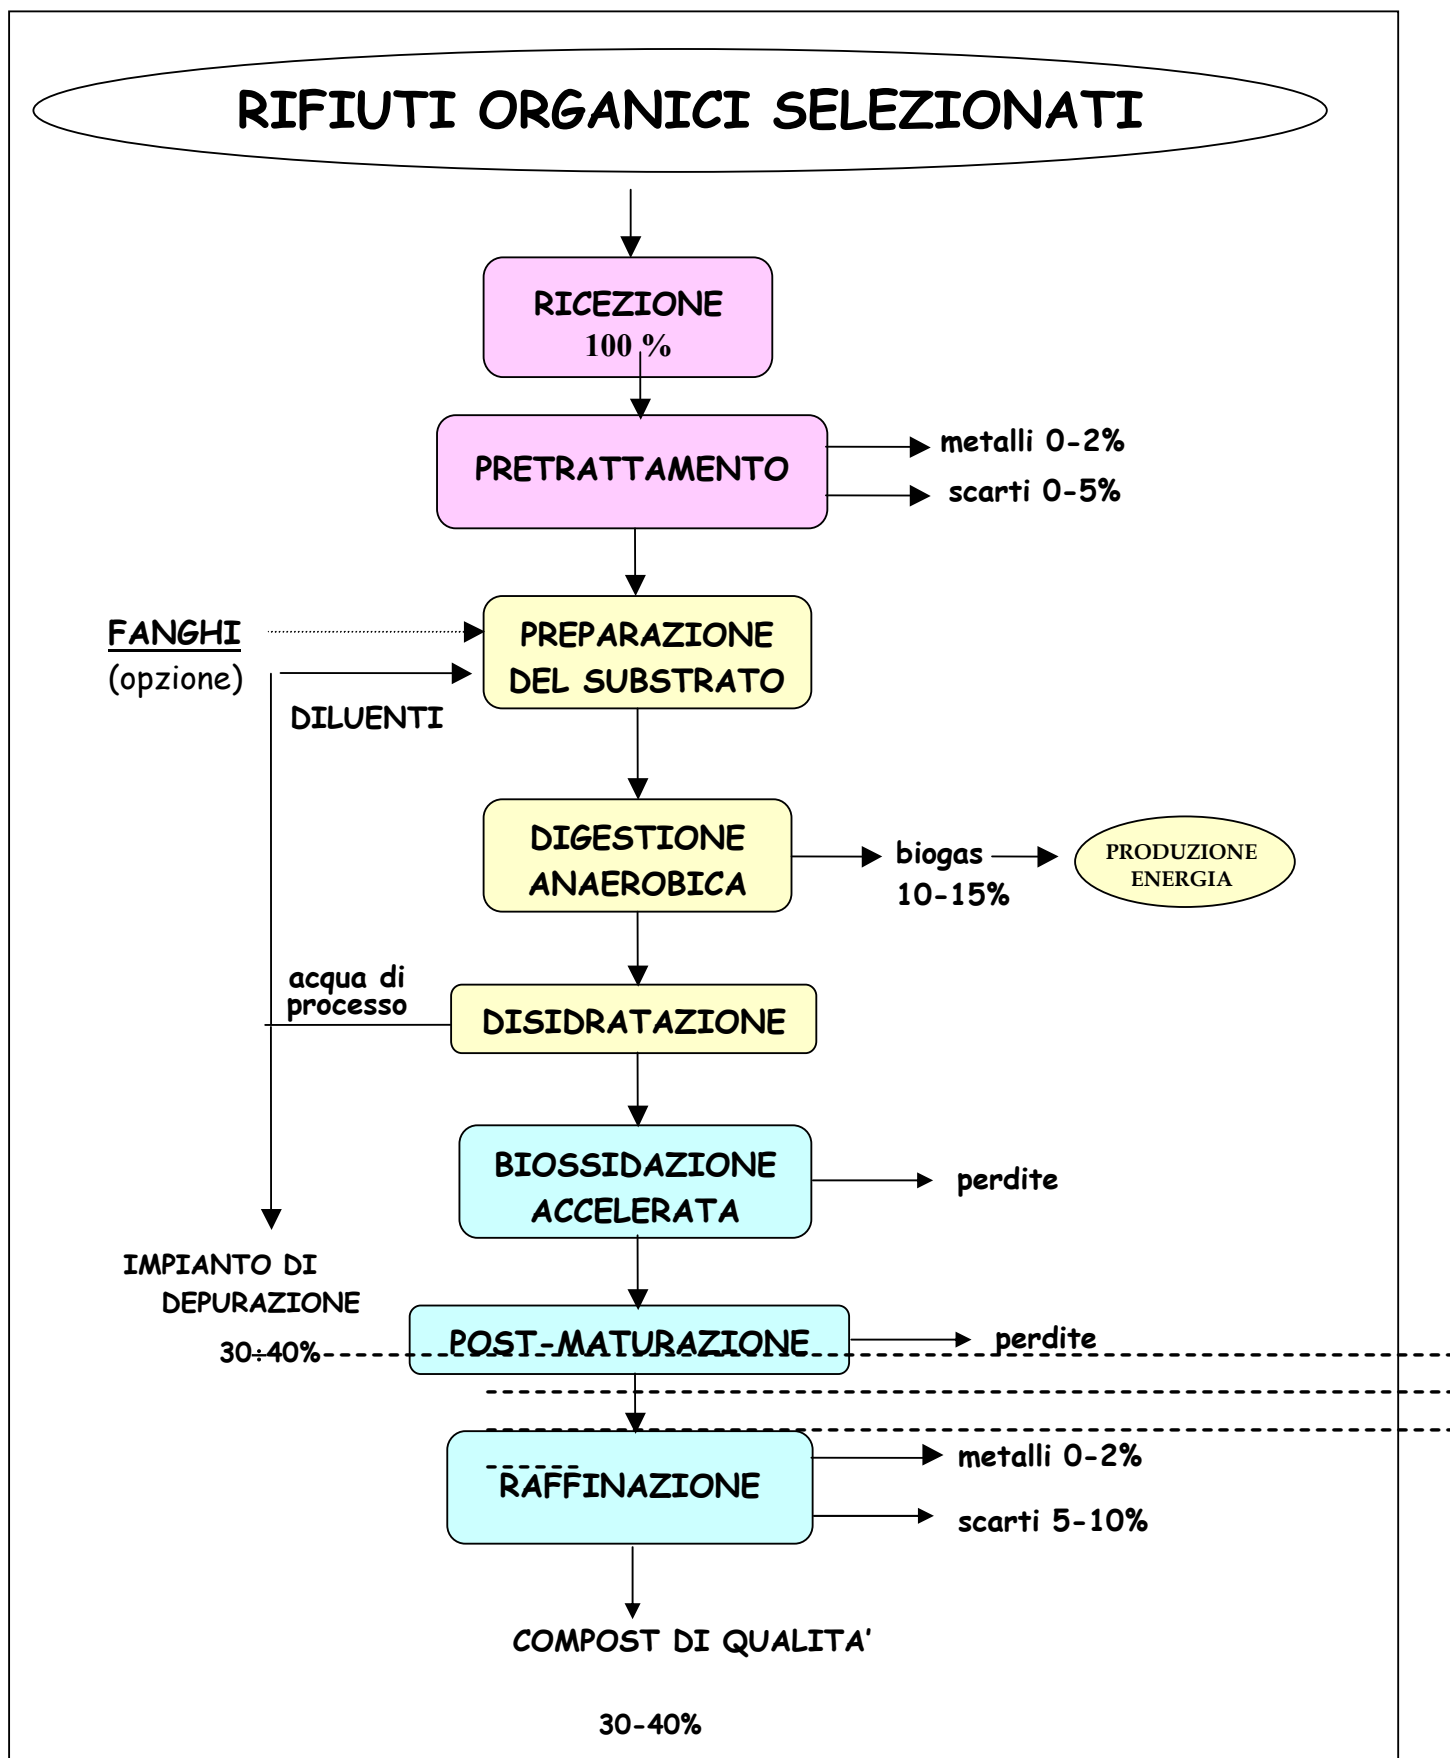 RIFIUTI ORGANICI SELEZIONATI
RICEZIONE
100 %
PRETRATTAMENTO
metalli 0-2%
scarti 0-5%
FANGHI
(opzione)
PREPARAZIONE
DEL SUBSTRATO
DILUENTI
DIGESTIONE
ANAEROBICA
biogas
10-15%
PRODUZIONE
ENERGIA
acqua di
processo
DISIDRATAZIONE
BIOSSIDAZIONE
ACCELERATA
perdite
IMPIANTO DI
DEPURAZIONE
30÷40%
POST-MATURAZIONE
perdite
RAFFINAZIONE
metalli 0-2%
scarti 5-10%
COMPOST DI QUALITA’
30-40%